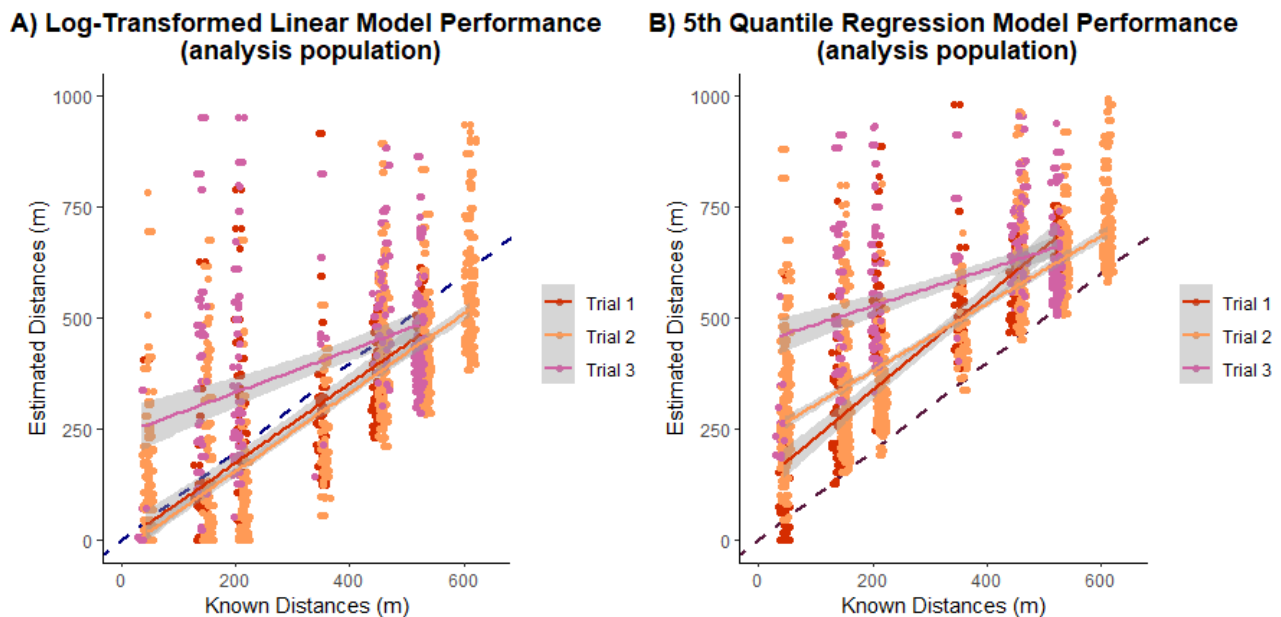 A) Log-Transformed Linear Model Performance
(analysis population)
1000
750
500
250
0
Estimated Distances (m)
0
200
400
600
Known Distances (m)
Trial 1
Trial 2
Trial 3
B) 5th Quantile Regression Model Performance
(analysis population)
1000
750
500
250
0
Estimated Distances (m)
0
200
400
600
Known Distances (m)
Trial 1
Trial 2
Trial 3